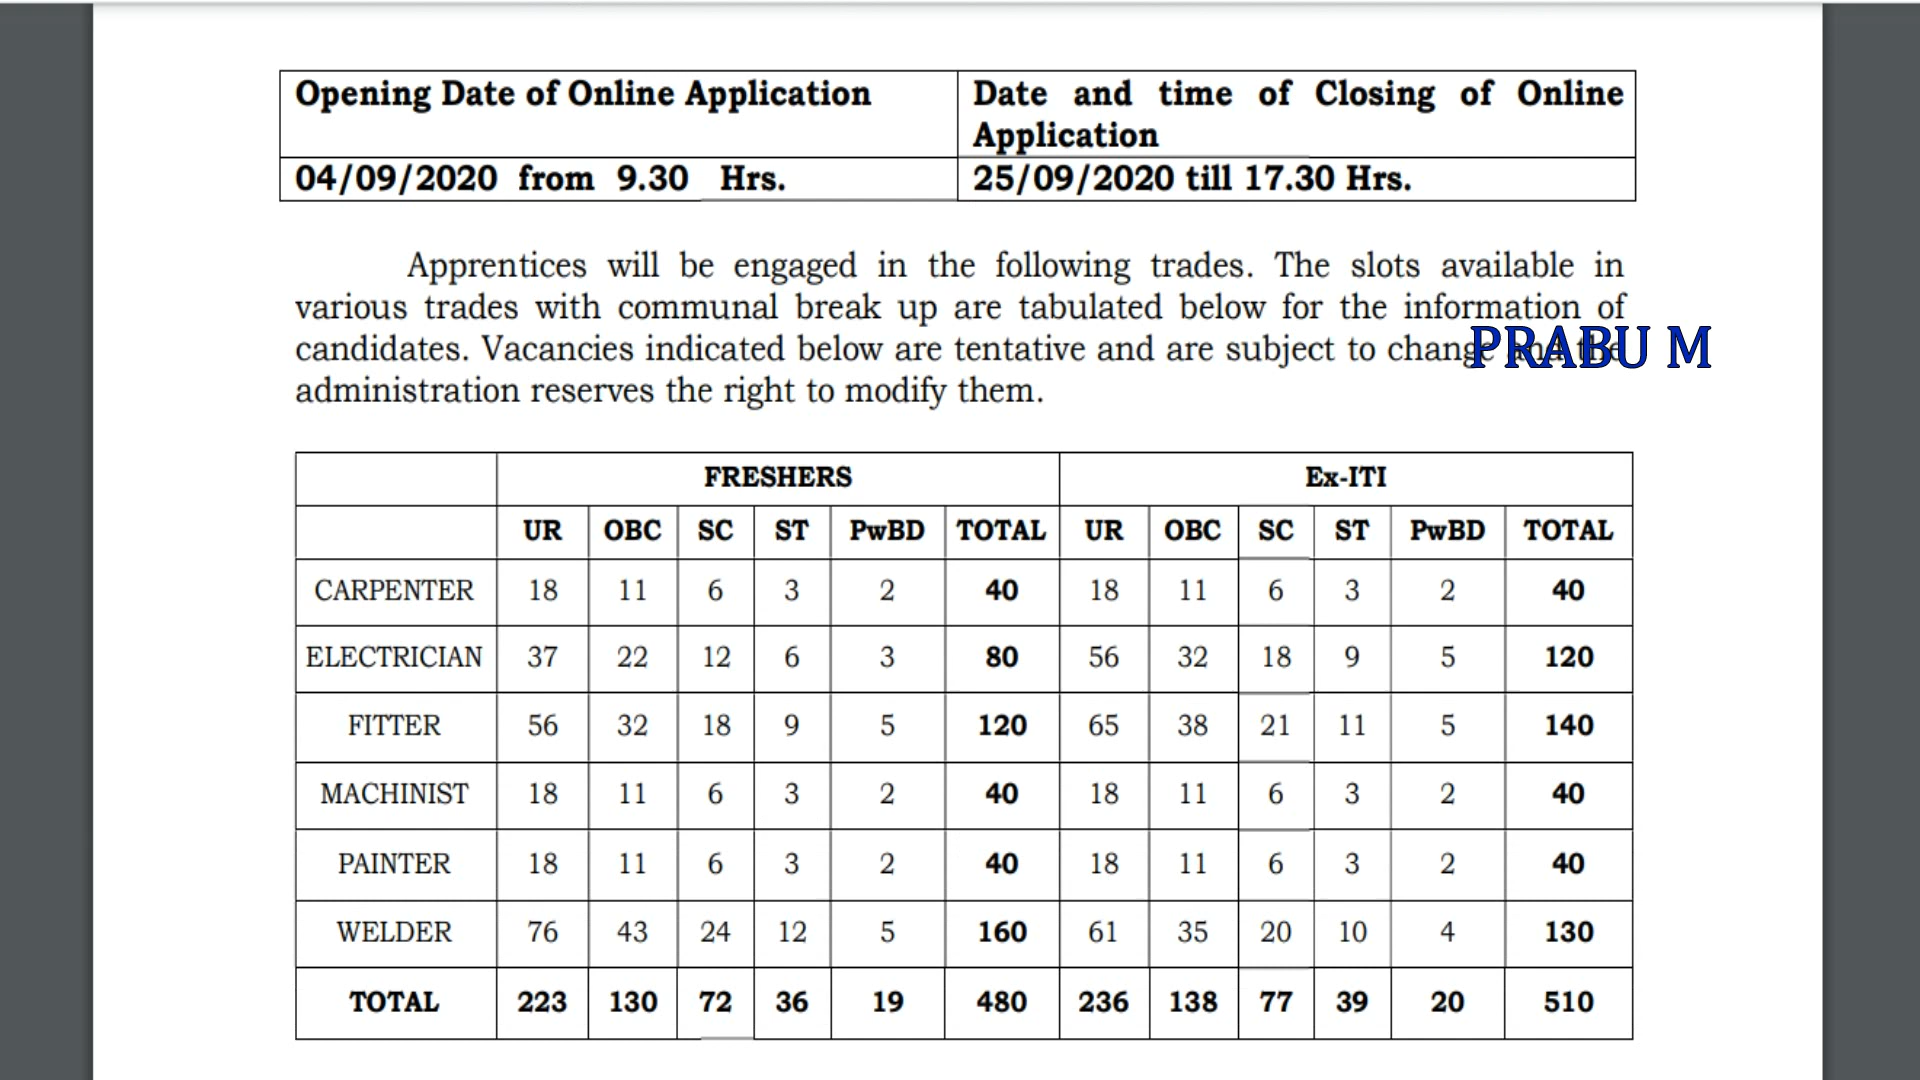 Opening Date of Online Application
Date and time of Closing of Online
Application
04/09/2020 from 9.30 Hrs.
25/09/2020 till 17.30 Hrs.
Apprentices will be engaged in the following trades. The slots available in
various trades with communal break up are tabulated below for the information of
candidates. Vacancies indicated below are tentative and are subject to change and the
PRABU M
administration reserves the right to modify them.
FRESHERS Ex-ITI
UR OBC SC ST PwBD TOTAL UR OBC SC ST PwBD TOTAL
CARPENTER 18 11 6 3 2 40 18 11 6 3 2 40
ELECTRICIAN 37 22 12 6 3 80 56 32 18 9 5 120
FITTER 56 32 18 9 5 120 65 38 21 11 5 140
MACHINIST 18 11 6 3 2 40 18 11 6 3 2 40
PAINTER 18 11 6 3 2 40 18 11 6 3 2 40
WELDER 76 43 24 12 5 160 61 35 20 10 4 130
TOTAL 223 130 72 36 19 480 236 138 77 39 20 510